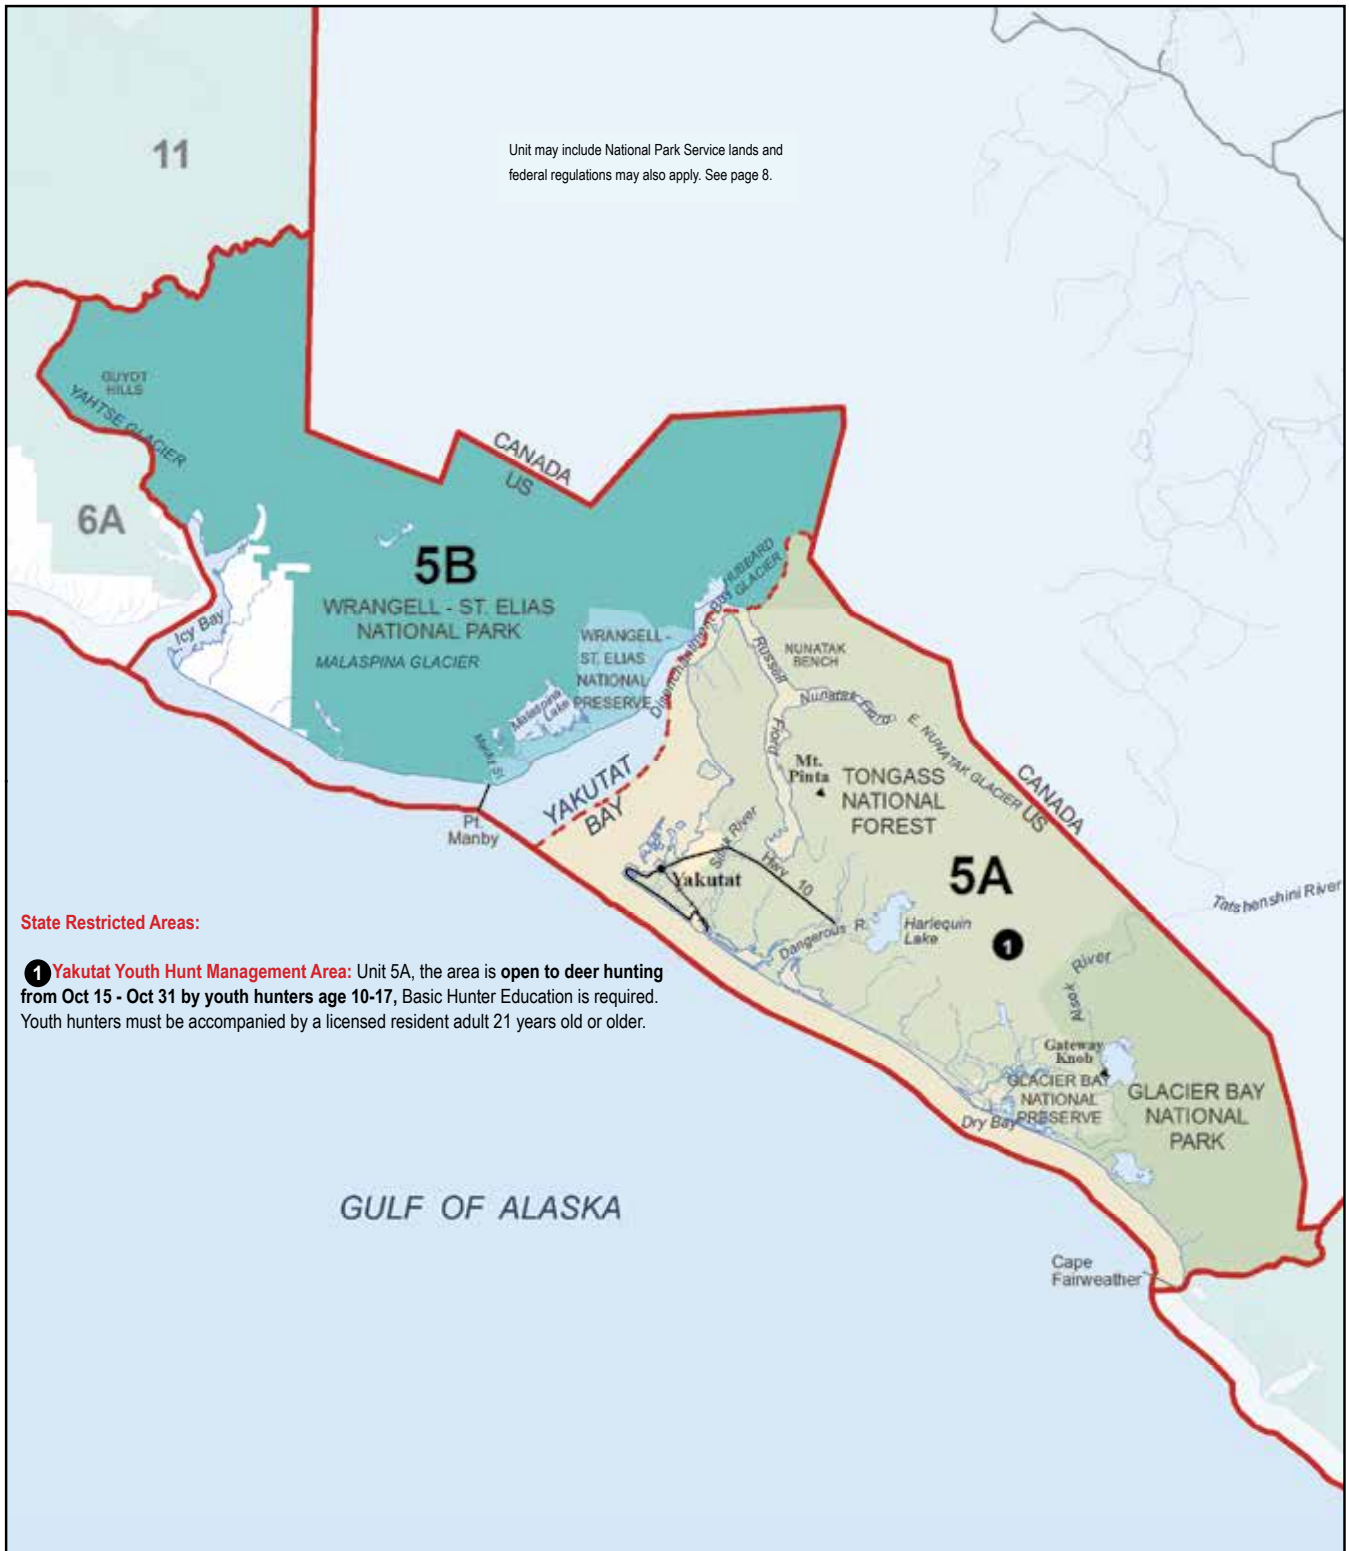 11
Unit may include National Park Service lands and
federal regulations may also apply. See page 8.
GUYOT
HILLS
YAHTSE GLACIER
CANADA
US
6A
5B
WRANGELL - ST. ELIAS
NATIONAL PARK
MALASPINA GLACIER
Icy Bay
HUBBARD
GLACIER
Disenchantment Bay
WRANGELL -
ST. ELIAS
NATIONAL
PRESERVE
Malaspina
Lake
Manby St.
Russell
Fiord
NUNATAK
BENCH
Nunatak Fiord
E. NUNATAK GLACIER
CANADA
US
Mt.
Pinta
TONGASS
NATIONAL
FOREST
YAKUTAT
BAY
Pt.
Manby
Situk River
Hwy 10
Yakutat
5A
Tatshenshini River
Dangerous R.
Harlequin
Lake
1
State Restricted Areas:
1 Yakutat Youth Hunt Management Area: Unit 5A, the area is open to deer hunting
from Oct 15 - Oct 31 by youth hunters age 10-17, Basic Hunter Education is required.
Youth hunters must be accompanied by a licensed resident adult 21 years old or older.
Alsek River
Gateway
Knob
GLACIER BAY
NATIONAL
PRESERVE
GLACIER BAY
NATIONAL
PARK
Dry Bay
GULF OF ALASKA
Cape
Fairweather